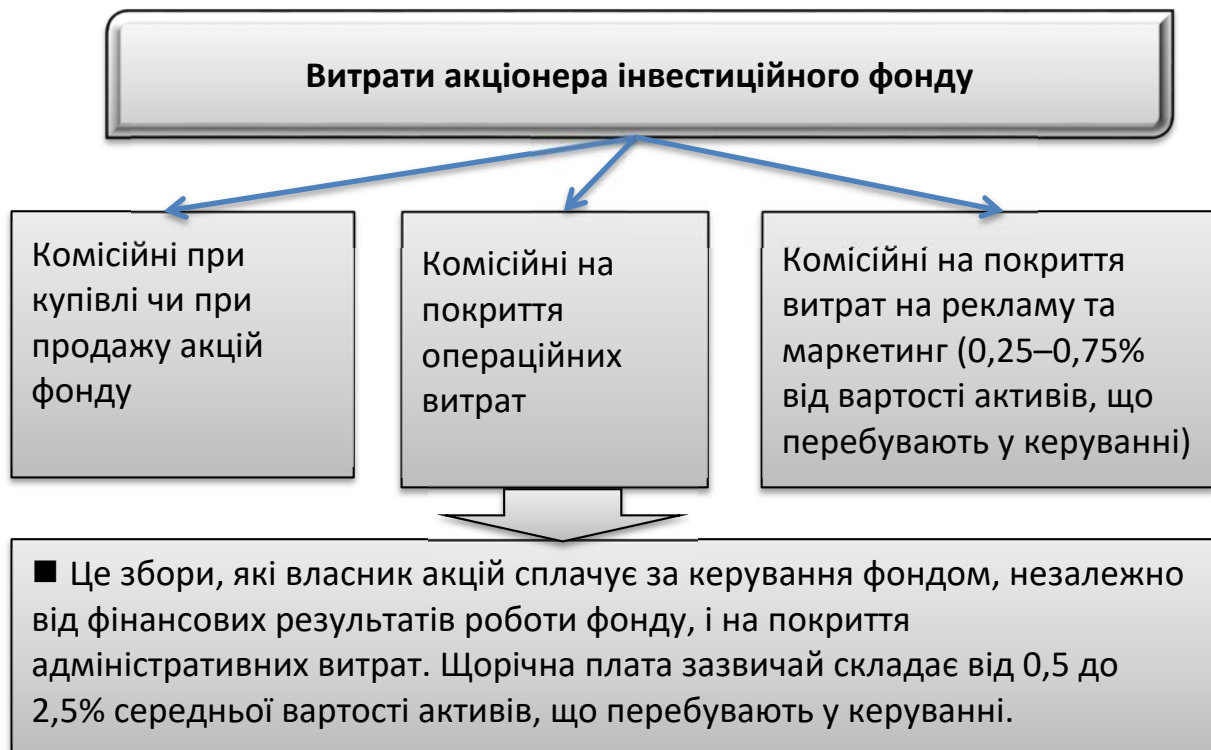 Витрати акціонера інвестиційного фонду
Комісійні при
купівлі чи при
продажу акцій
фонду
Комісійні на
покриття
операційних
витрат
Комісійні на покриття
витрат на рекламу та
маркетинг (0,25–0,75%
від вартості активів, що
перебувають у керуванні)
■ Це збори, які власник акцій сплачує за керування фондом, незалежно
від фінансових результатів роботи фонду, і на покриття
адміністративних витрат. Щорічна плата зазвичай складає від 0,5 до
2,5% середньої вартості активів, що перебувають у керуванні.